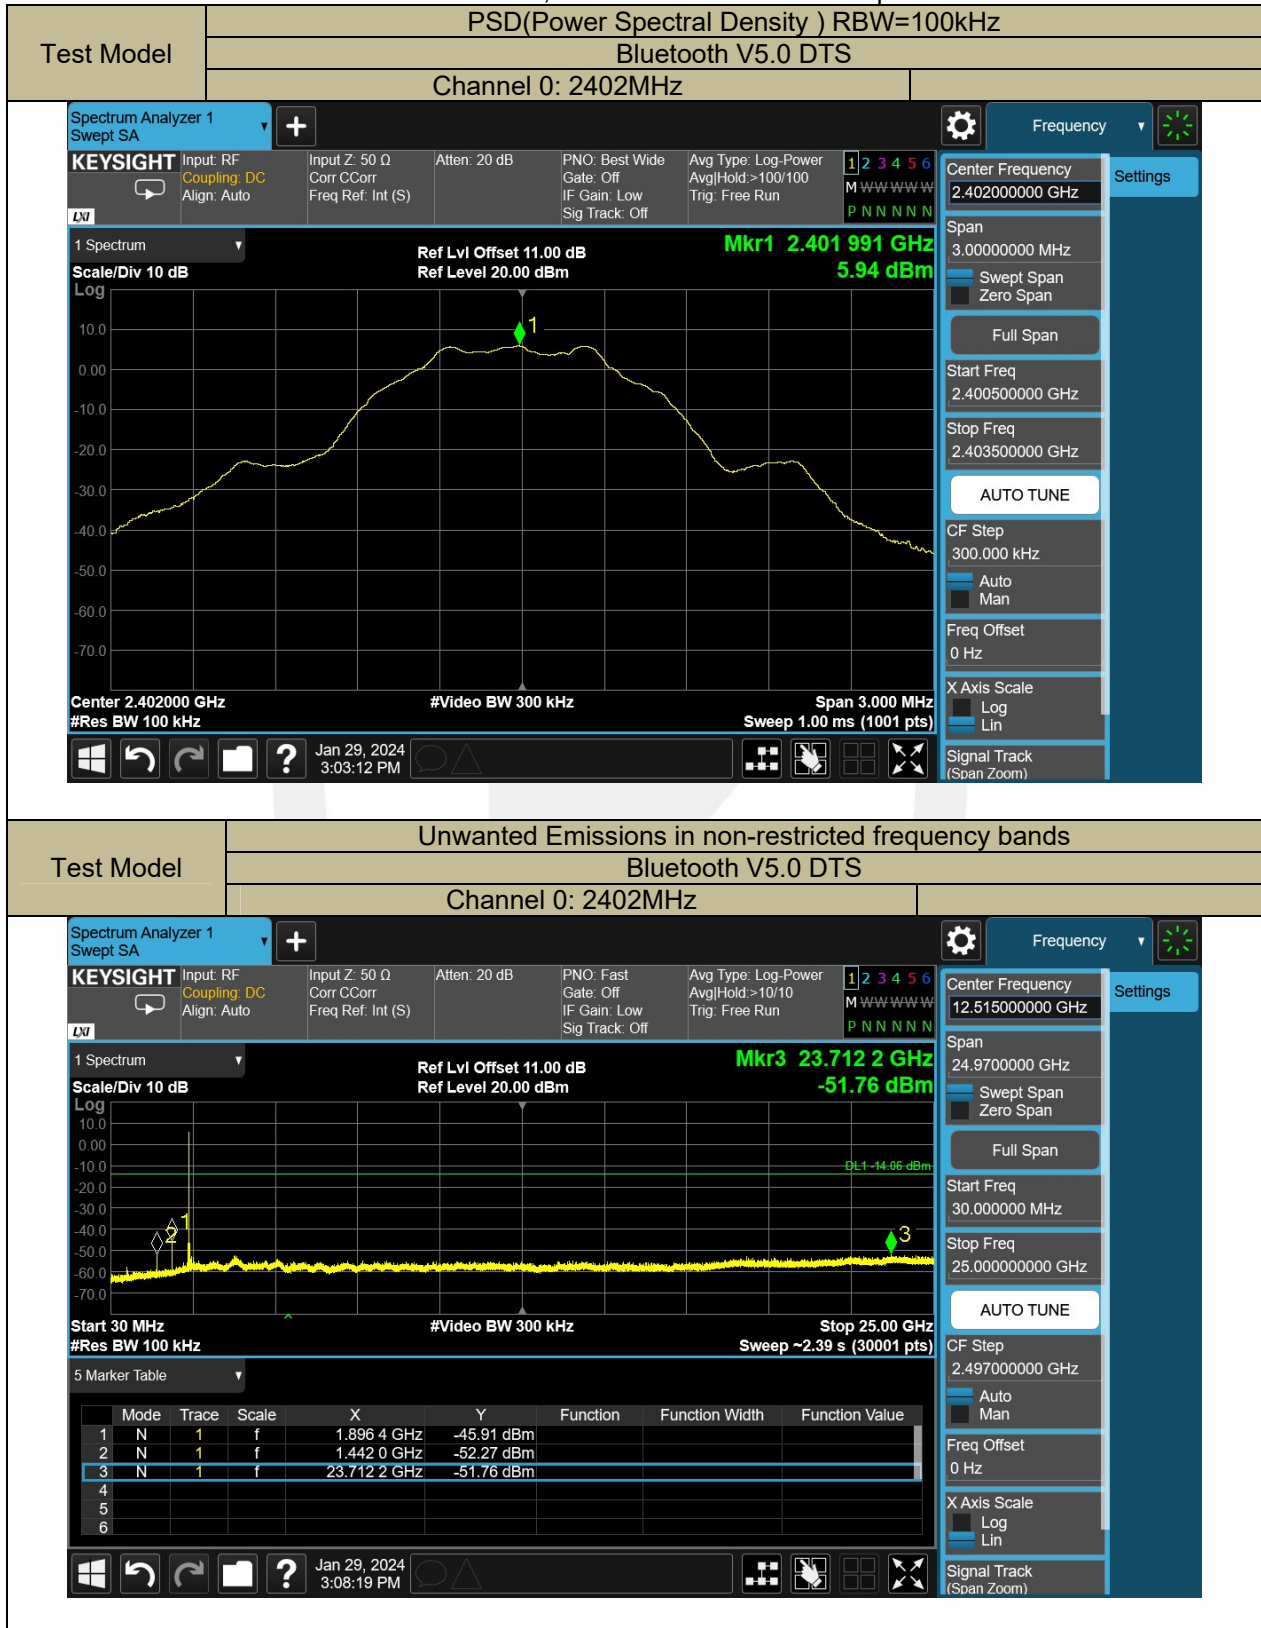 PSD(Power Spectral Density ) RBW=100kHz
Test Model
Bluetooth V5.0 DTS
Channel 0: 2402MHz
Spectrum Analyzer 1
Swept SA
Frequency
KEYSIGHT
LXI
Input: RF
Coupling: DC
Align: Auto
Input Z: 50 Ω
Corr CCorr
Freq Ref: Int (S)
Atten: 20 dB
PNO: Best Wide
Gate: Off
IF Gain: Low
Sig Track: Off
Avg Type: Log-Power
Avg|Hold:>100/100
Trig: Free Run
1 2 3 4 5 6
M W W W W W
P N N N N N
Center Frequency
2.402000000 GHz
Settings
Span
3.00000000 MHz
Swept Span
Zero Span
Full Span
Start Freq
2.400500000 GHz
Stop Freq
2.403500000 GHz
AUTO TUNE
CF Step
300.000 kHz
Auto
Man
Freq Offset
0 Hz
X Axis Scale
Log
Lin
Signal Track
(Span Zoom)
1 Spectrum
Scale/Div 10 dB
Log
Ref Lvl Offset 11.00 dB
Ref Level 20.00 dBm
Mkr1 2.401 991 GHz
5.94 dBm
1
10.0
0.00
-10.0
-20.0
-30.0
-40.0
-50.0
-60.0
-70.0
Center 2.402000 GHz
#Video BW 300 kHz
Span 3.000 MHz
#Res BW 100 kHz
Sweep 1.00 ms (1001 pts)
?
Jan 29, 2024
3:03:12 PM
Unwanted Emissions in non-restricted frequency bands
Test Model
Bluetooth V5.0 DTS
Channel 0: 2402MHz
Spectrum Analyzer 1
Swept SA
Frequency
KEYSIGHT
LXI
Input: RF
Coupling: DC
Align: Auto
Input Z: 50 Ω
Corr CCorr
Freq Ref: Int (S)
Atten: 20 dB
PNO: Fast
Gate: Off
IF Gain: Low
Sig Track: Off
Avg Type: Log-Power
Avg|Hold:>10/10
Trig: Free Run
1 2 3 4 5 6
M W W W W W
P N N N N N
Center Frequency
12.515000000 GHz
Settings
Span
24.9700000 GHz
Swept Span
Zero Span
Full Span
Start Freq
30.000000 MHz
Stop Freq
25.000000000 GHz
AUTO TUNE
CF Step
2.497000000 GHz
Auto
Man
Freq Offset
0 Hz
X Axis Scale
Log
Lin
Signal Track
(Span Zoom)
1 Spectrum
Scale/Div 10 dB
Log
Ref Lvl Offset 11.00 dB
Ref Level 20.00 dBm
Mkr3 23.712 2 GHz
-51.76 dBm
10.0
0.00
-10.0
-20.0
-30.0
-40.0
-50.0
-60.0
-70.0
DL1 -14.06 dBm
1
2
3
Start 30 MHz
#Video BW 300 kHz
Stop 25.00 GHz
#Res BW 100 kHz
Sweep ~2.39 s (30001 pts)
5 Marker Table
Mode Trace Scale X Y Function Function Width Function Value
1 N 1 f 1.896 4 GHz -45.91 dBm
2 N 1 f 1.442 0 GHz -52.27 dBm
3 N 1 f 23.712 2 GHz -51.76 dBm
4
5
6
?
Jan 29, 2024
3:08:19 PM